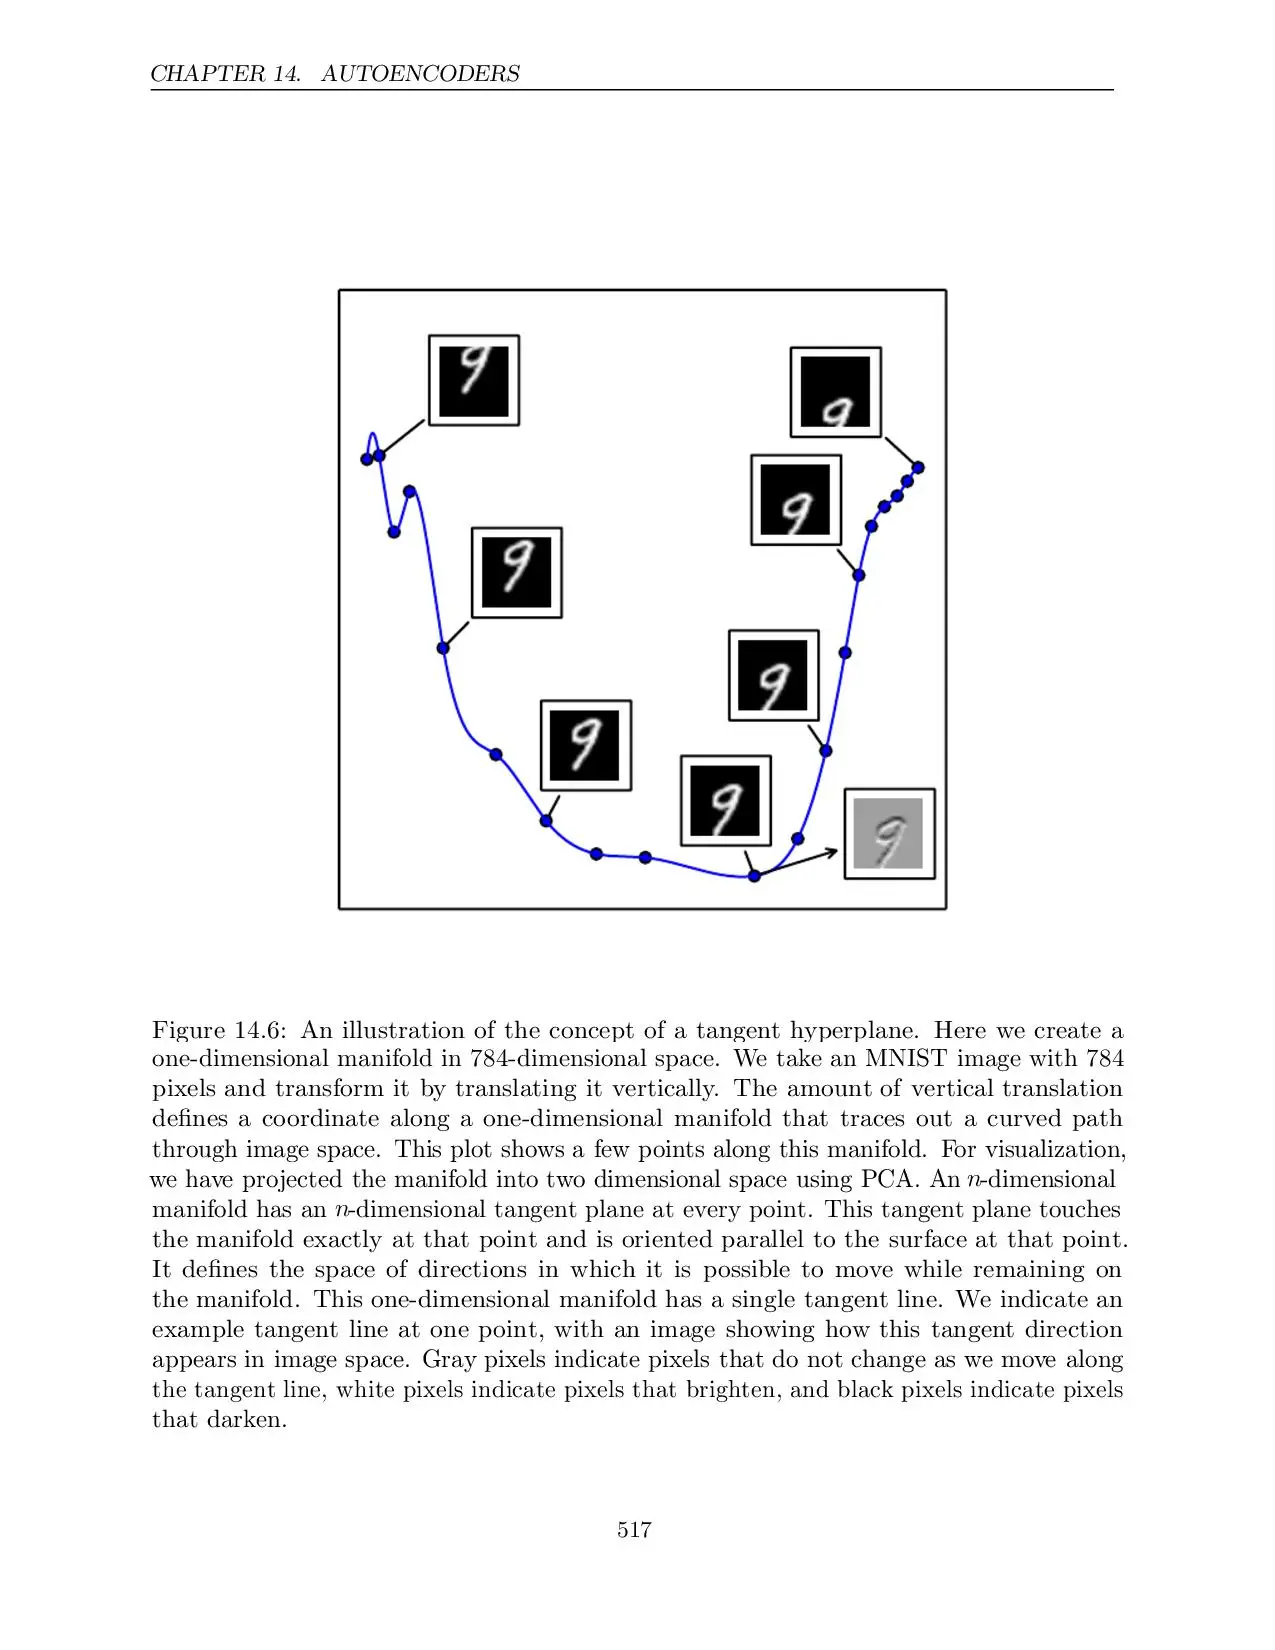 CHAPTER 14. AUTOENCODERS
9
9
9
9
9
9
9
9
Figure 14.6: An illustration of the concept of a tangent hyperplane. Here we create a
one-dimensional manifold in 784-dimensional space. We take an MNIST image with 784
pixels and transform it by translating it vertically. The amount of vertical translation
defines a coordinate along a one-dimensional manifold that traces out a curved path
through image space. This plot shows a few points along this manifold. For visualization,
we have projected the manifold into two dimensional space using PCA. An n-dimensional
manifold has an n-dimensional tangent plane at every point. This tangent plane touches
the manifold exactly at that point and is oriented parallel to the surface at that point.
It defines the space of directions in which it is possible to move while remaining on
the manifold. This one-dimensional manifold has a single tangent line. We indicate an
example tangent line at one point, with an image showing how this tangent direction
appears in image space. Gray pixels indicate pixels that do not change as we move along
the tangent line, white pixels indicate pixels that brighten, and black pixels indicate pixels
that darken.
517